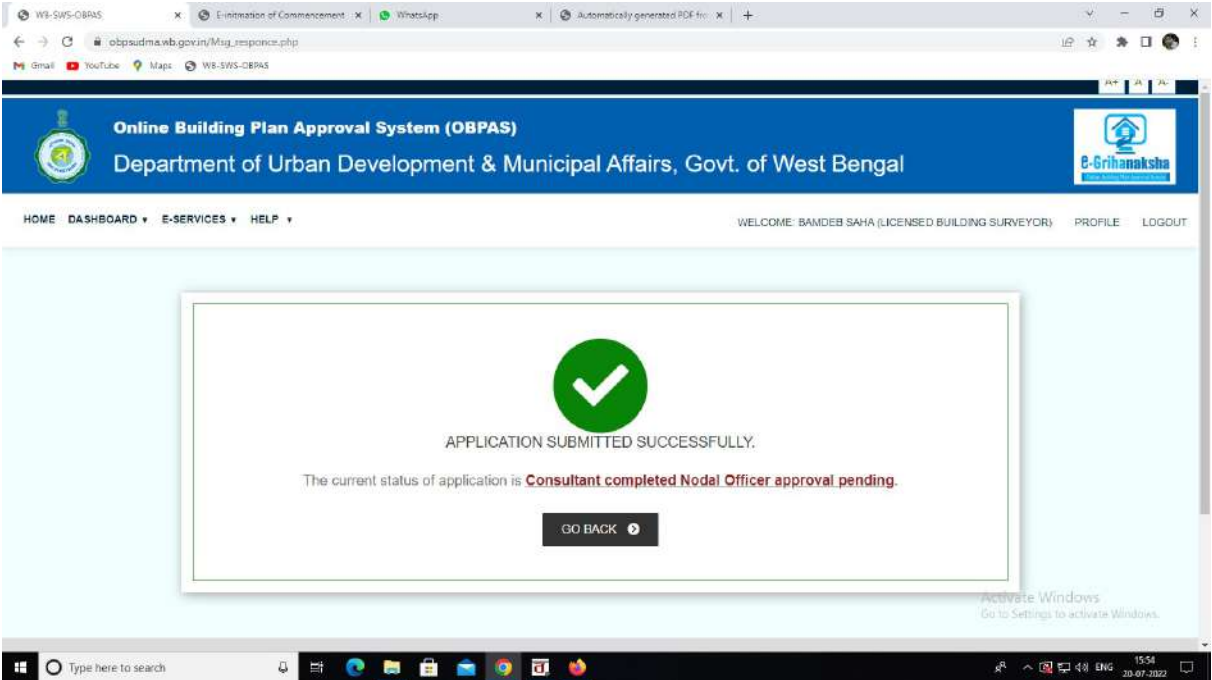 WB-SWS-OBPAS
E-initmation of Commencement
WhatsApp
Automatically generated PDF fro
obpsudma.wb.gov.in/Msg_responce.php
Gmail YouTube Maps WB-SWS-OBPAS
A+ A A-
Online Building Plan Approval System (OBPAS)
Department of Urban Development & Municipal Affairs, Govt. of West Bengal
e-Grihanaksha
HOME DASHBOARD E-SERVICES HELP
WELCOME: BAMDEB SAHA (LICENSED BUILDING SURVEYOR) PROFILE LOGOUT
APPLICATION SUBMITTED SUCCESSFULLY.
The current status of application is Consultant completed Nodal Officer approval pending.
GO BACK
Activate Windows
Go to Settings to activate Windows.
Type here to search
ENG
15:54
20-07-2022